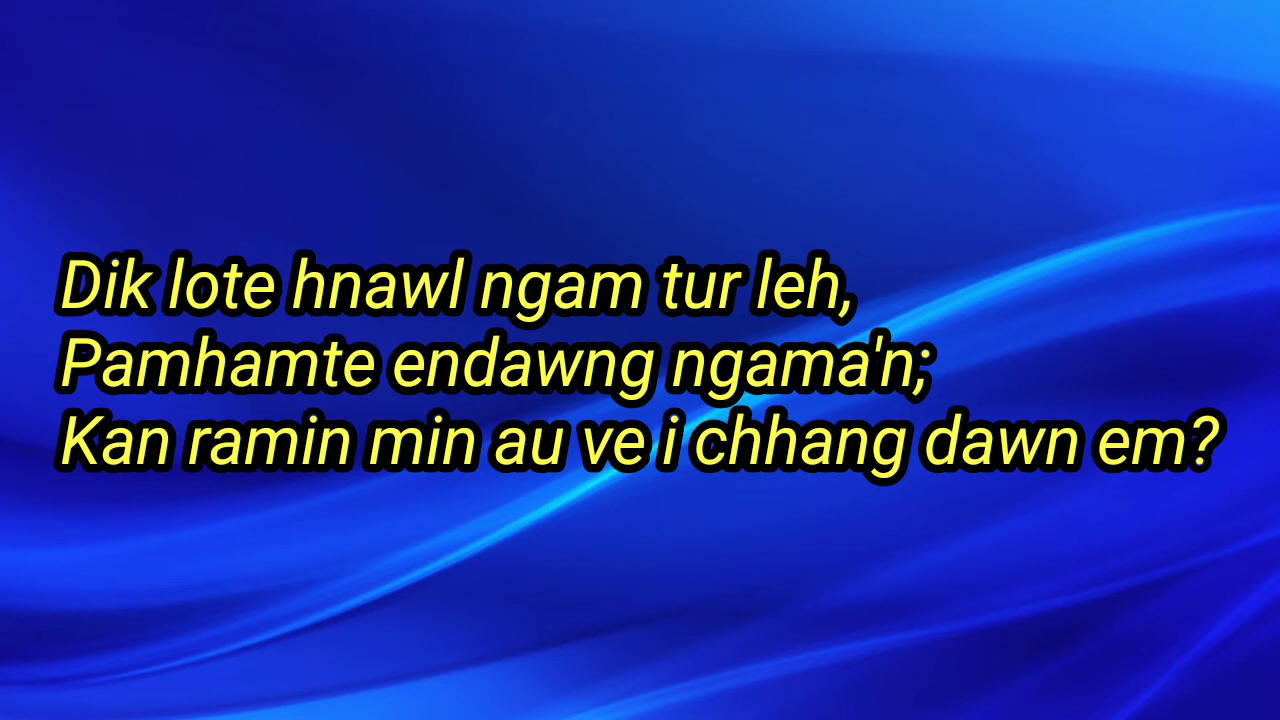 Dik lote hnawl ngam tur leh,
Pamhamte endawng ngama'n;
Kan ramin min au ve i chhang dawn em?